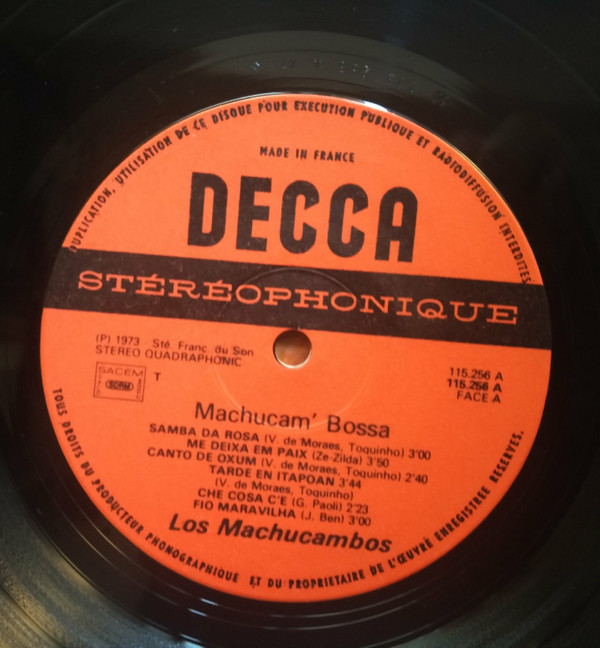 DUPLICATION, UTILISATION DE CE DISQUE POUR EXECUTION PUBLIQUE ET RADIODIFFUSION INTERDITES
MADE IN FRANCE
DECCA
STÉRÉOPHONIQUE
(P) 1973 Sté Franç. du Son
STEREO QUADRAPHONIC
SACEM
SDRM
T
115.256 A
115.256 A
FACE A
Machucam' Bossa
SAMBA DA ROSA (V. de Moraes, Toquinho) 3'00
ME DEIXA EM PAIX (Ze-Zilda) 3'50
CANTO DE OXUM (V. de Moraes, Toquinho) 2'40
TARDE EN ITAPOAN 3'44
(V. de Moraes, Toquinho)
CHE COSA C'E (G. Paoli) 2'23
FIO MARAVILHA (J. Ben) 3'00
Los Machucambos
TOUS DROITS DU PRODUCTEUR PHONOGRAPHIQUE ET DU PROPRIETAIRE DE L'ŒUVRE ENREGISTREE RESERVES.